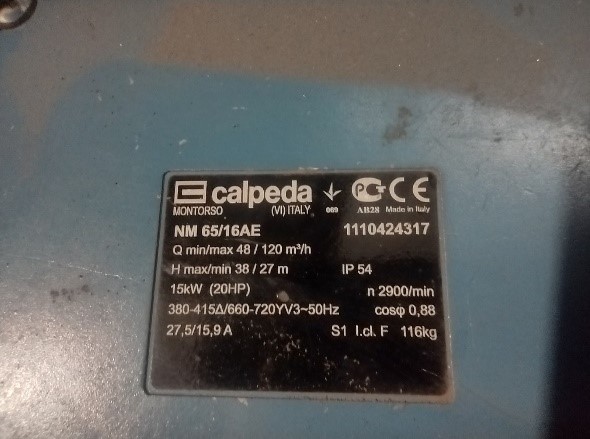 calpeda
MONTORSO (VI) ITALY 069 AB28 Made in Italy
NM 65/16AE 1110424317
Q min/max 48 / 120 m³/h
H max/min 38 / 27 m IP 54
15kW (20HP) n 2900/min
380-415Δ/660-720YV3~50Hz cosφ 0,88
27,5/15,9 A S1 I.cl. F 116kg